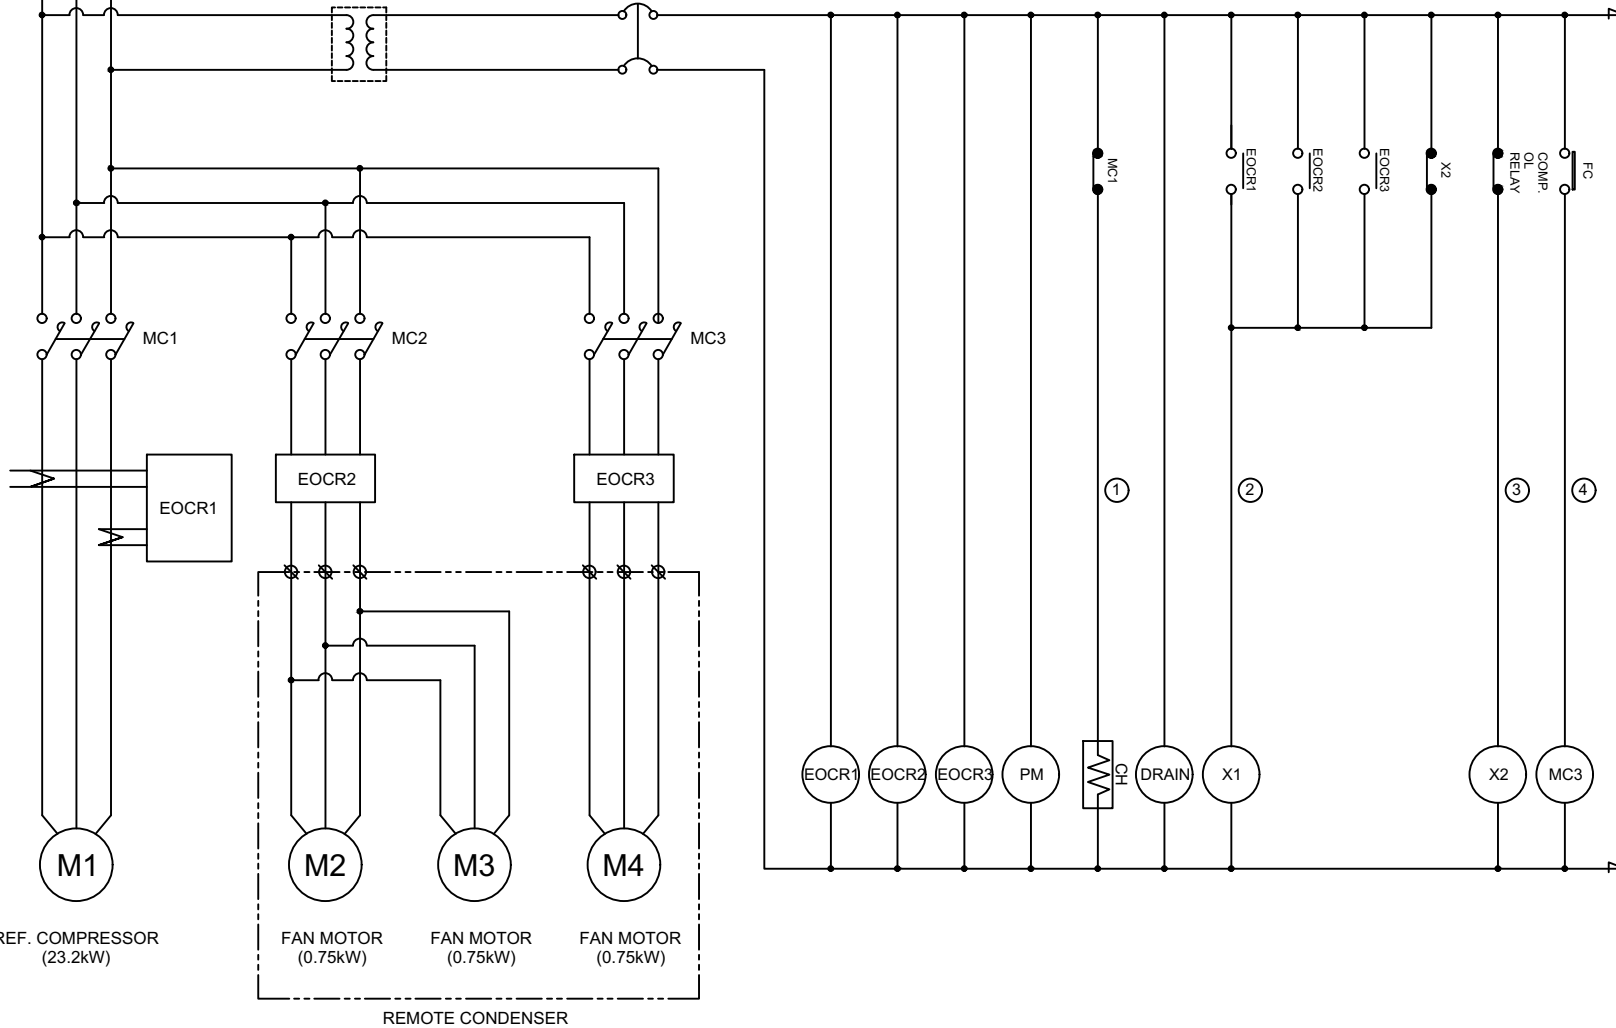 MC1
EOCR1
EOCR2
EOCR3
X2
COMP.
OL
RELAY
FC
MC1
MC2
MC3
EOCR1
EOCR2
EOCR3
1
2
3
4
EOCR1
EOCR2
EOCR3
PM
CH
DRAIN
X1
X2
MC3
M1
M2
M3
M4
REF. COMPRESSOR
(23.2kW)
FAN MOTOR
(0.75kW)
FAN MOTOR
(0.75kW)
FAN MOTOR
(0.75kW)
REMOTE CONDENSER